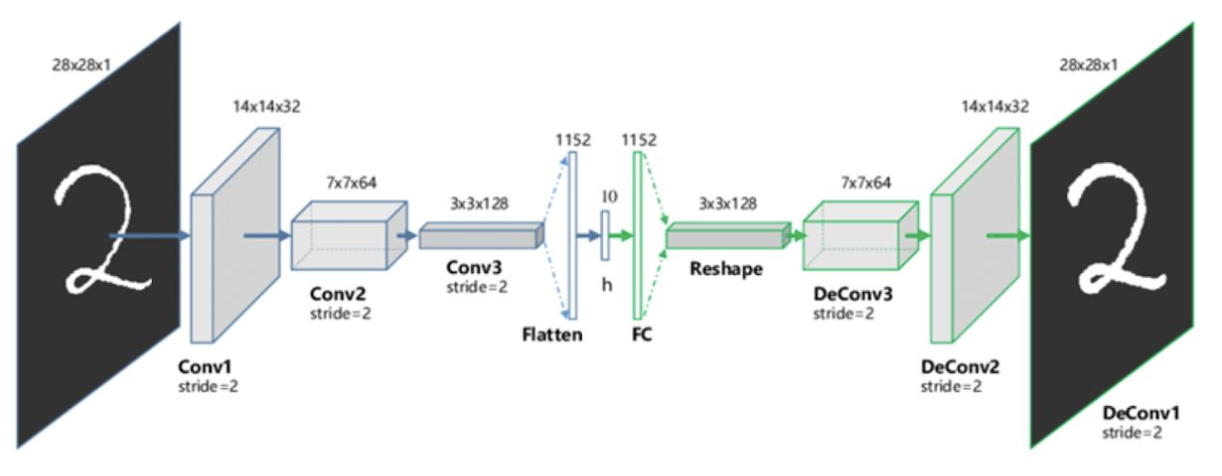 28x28x1
14x14x32
7x7x64
3x3x128
1152
10
1152
3x3x128
7x7x64
14x14x32
28x28x1
Conv1
stride=2
Conv2
stride=2
Conv3
stride=2
Flatten
h
FC
Reshape
DeConv3
stride=2
DeConv2
stride=2
DeConv1
stride=2
2
2